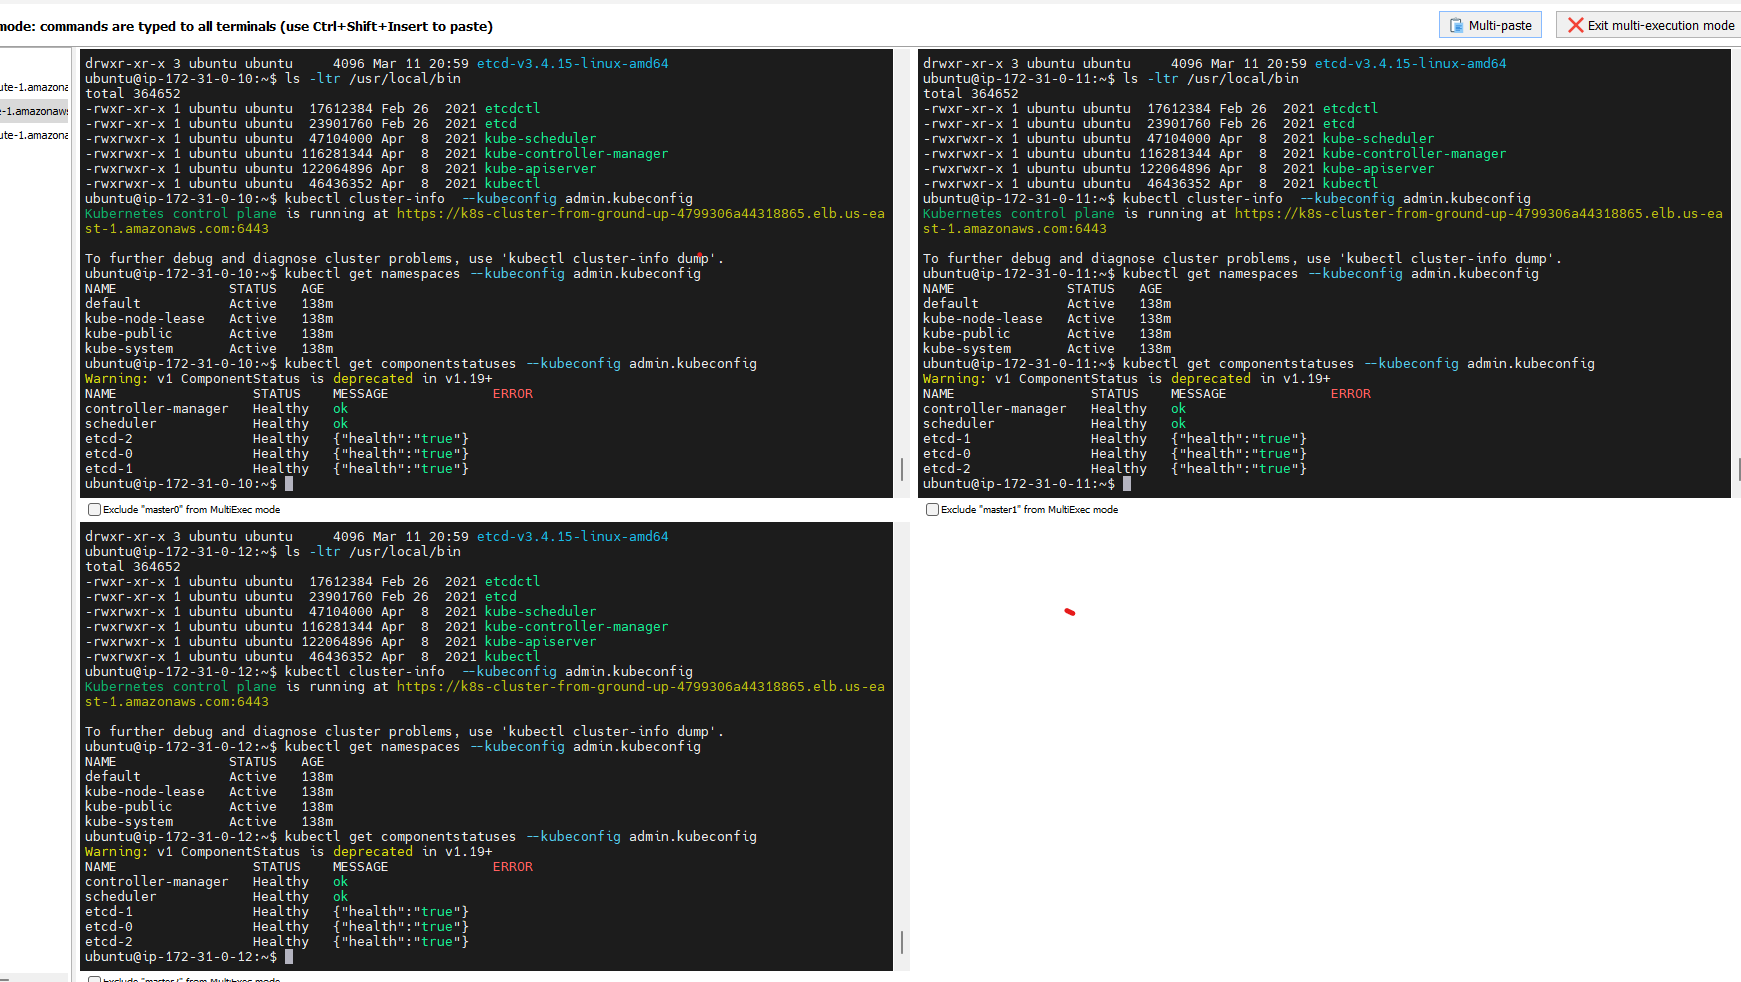 mode: commands are typed to all terminals (use Ctrl+Shift+Insert to paste)
Multi-paste
Exit multi-execution mode
ute-1.amazona
e-1.amazonaws
ute-1.amazona
drwxr-xr-x 3 ubuntu ubuntu     4096 Mar 11 20:59 etcd-v3.4.15-linux-amd64
ubuntu@ip-172-31-0-10:~$ ls -ltr /usr/local/bin
total 364652
-rwxr-xr-x 1 ubuntu ubuntu  17612384 Feb 26  2021 etcdctl
-rwxr-xr-x 1 ubuntu ubuntu  23901760 Feb 26  2021 etcd
-rwxrwxr-x 1 ubuntu ubuntu  47104000 Apr  8  2021 kube-scheduler
-rwxrwxr-x 1 ubuntu ubuntu 116281344 Apr  8  2021 kube-controller-manager
-rwxrwxr-x 1 ubuntu ubuntu 122064896 Apr  8  2021 kube-apiserver
-rwxrwxr-x 1 ubuntu ubuntu  46436352 Apr  8  2021 kubectl
ubuntu@ip-172-31-0-10:~$ kubectl cluster-info  --kubeconfig admin.kubeconfig
Kubernetes control plane is running at https://k8s-cluster-from-ground-up-4799306a44318865.elb.us-ea
st-1.amazonaws.com:6443
To further debug and diagnose cluster problems, use 'kubectl cluster-info dump'.
ubuntu@ip-172-31-0-10:~$ kubectl get namespaces --kubeconfig admin.kubeconfig
NAME              STATUS   AGE
default           Active   138m
kube-node-lease   Active   138m
kube-public       Active   138m
kube-system       Active   138m
ubuntu@ip-172-31-0-10:~$ kubectl get componentstatuses --kubeconfig admin.kubeconfig
Warning: v1 ComponentStatus is deprecated in v1.19+
NAME                 STATUS    MESSAGE             ERROR
controller-manager   Healthy   ok
scheduler            Healthy   ok
etcd-2               Healthy   {"health":"true"}
etcd-0               Healthy   {"health":"true"}
etcd-1               Healthy   {"health":"true"}
ubuntu@ip-172-31-0-10:~$
Exclude "master0" from MultiExec mode
drwxr-xr-x 3 ubuntu ubuntu     4096 Mar 11 20:59 etcd-v3.4.15-linux-amd64
ubuntu@ip-172-31-0-11:~$ ls -ltr /usr/local/bin
total 364652
-rwxr-xr-x 1 ubuntu ubuntu  17612384 Feb 26  2021 etcdctl
-rwxr-xr-x 1 ubuntu ubuntu  23901760 Feb 26  2021 etcd
-rwxrwxr-x 1 ubuntu ubuntu  47104000 Apr  8  2021 kube-scheduler
-rwxrwxr-x 1 ubuntu ubuntu 116281344 Apr  8  2021 kube-controller-manager
-rwxrwxr-x 1 ubuntu ubuntu 122064896 Apr  8  2021 kube-apiserver
-rwxrwxr-x 1 ubuntu ubuntu  46436352 Apr  8  2021 kubectl
ubuntu@ip-172-31-0-11:~$ kubectl cluster-info  --kubeconfig admin.kubeconfig
Kubernetes control plane is running at https://k8s-cluster-from-ground-up-4799306a44318865.elb.us-ea
st-1.amazonaws.com:6443
To further debug and diagnose cluster problems, use 'kubectl cluster-info dump'.
ubuntu@ip-172-31-0-11:~$ kubectl get namespaces --kubeconfig admin.kubeconfig
NAME              STATUS   AGE
default           Active   138m
kube-node-lease   Active   138m
kube-public       Active   138m
kube-system       Active   138m
ubuntu@ip-172-31-0-11:~$ kubectl get componentstatuses --kubeconfig admin.kubeconfig
Warning: v1 ComponentStatus is deprecated in v1.19+
NAME                 STATUS    MESSAGE             ERROR
controller-manager   Healthy   ok
scheduler            Healthy   ok
etcd-1               Healthy   {"health":"true"}
etcd-0               Healthy   {"health":"true"}
etcd-2               Healthy   {"health":"true"}
ubuntu@ip-172-31-0-11:~$
Exclude "master1" from MultiExec mode
drwxr-xr-x 3 ubuntu ubuntu     4096 Mar 11 20:59 etcd-v3.4.15-linux-amd64
ubuntu@ip-172-31-0-12:~$ ls -ltr /usr/local/bin
total 364652
-rwxr-xr-x 1 ubuntu ubuntu  17612384 Feb 26  2021 etcdctl
-rwxr-xr-x 1 ubuntu ubuntu  23901760 Feb 26  2021 etcd
-rwxrwxr-x 1 ubuntu ubuntu  47104000 Apr  8  2021 kube-scheduler
-rwxrwxr-x 1 ubuntu ubuntu 116281344 Apr  8  2021 kube-controller-manager
-rwxrwxr-x 1 ubuntu ubuntu 122064896 Apr  8  2021 kube-apiserver
-rwxrwxr-x 1 ubuntu ubuntu  46436352 Apr  8  2021 kubectl
ubuntu@ip-172-31-0-12:~$ kubectl cluster-info  --kubeconfig admin.kubeconfig
Kubernetes control plane is running at https://k8s-cluster-from-ground-up-4799306a44318865.elb.us-ea
st-1.amazonaws.com:6443
To further debug and diagnose cluster problems, use 'kubectl cluster-info dump'.
ubuntu@ip-172-31-0-12:~$ kubectl get namespaces --kubeconfig admin.kubeconfig
NAME              STATUS   AGE
default           Active   138m
kube-node-lease   Active   138m
kube-public       Active   138m
kube-system       Active   138m
ubuntu@ip-172-31-0-12:~$ kubectl get componentstatuses --kubeconfig admin.kubeconfig
Warning: v1 ComponentStatus is deprecated in v1.19+
NAME                 STATUS    MESSAGE             ERROR
controller-manager   Healthy   ok
scheduler            Healthy   ok
etcd-1               Healthy   {"health":"true"}
etcd-0               Healthy   {"health":"true"}
etcd-2               Healthy   {"health":"true"}
ubuntu@ip-172-31-0-12:~$
Exclude from MultiExec mode